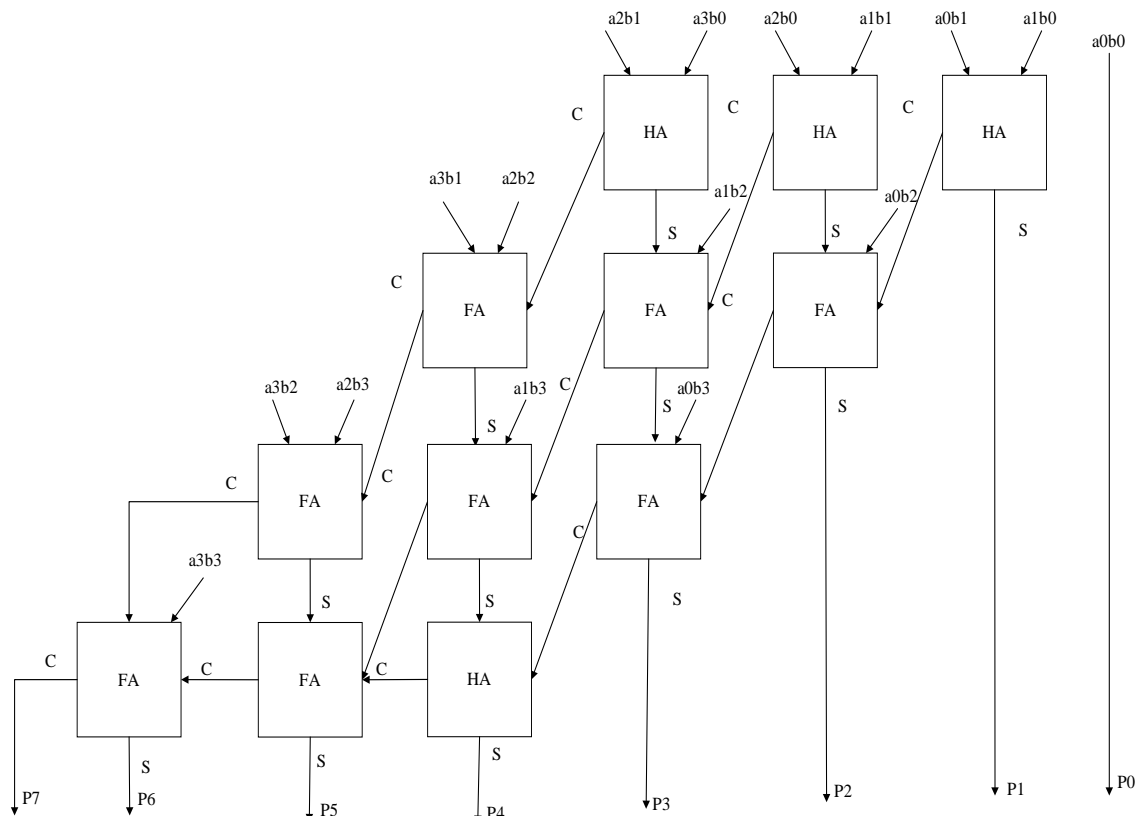 a2b1 a3b0 a2b0 a1b1 a0b1 a1b0
a0b0
C C C
HA HA HA
a3b1 a2b2 a1b2 a0b2
S S S
C C
FA FA FA
a3b2 a2b3 a1b3 C a0b3
S S S
C C
FA FA FA
C
a3b3
S S S
C C C
FA FA HA
S S S
P7 P6 P5 P4 P3 P2 P1 P0